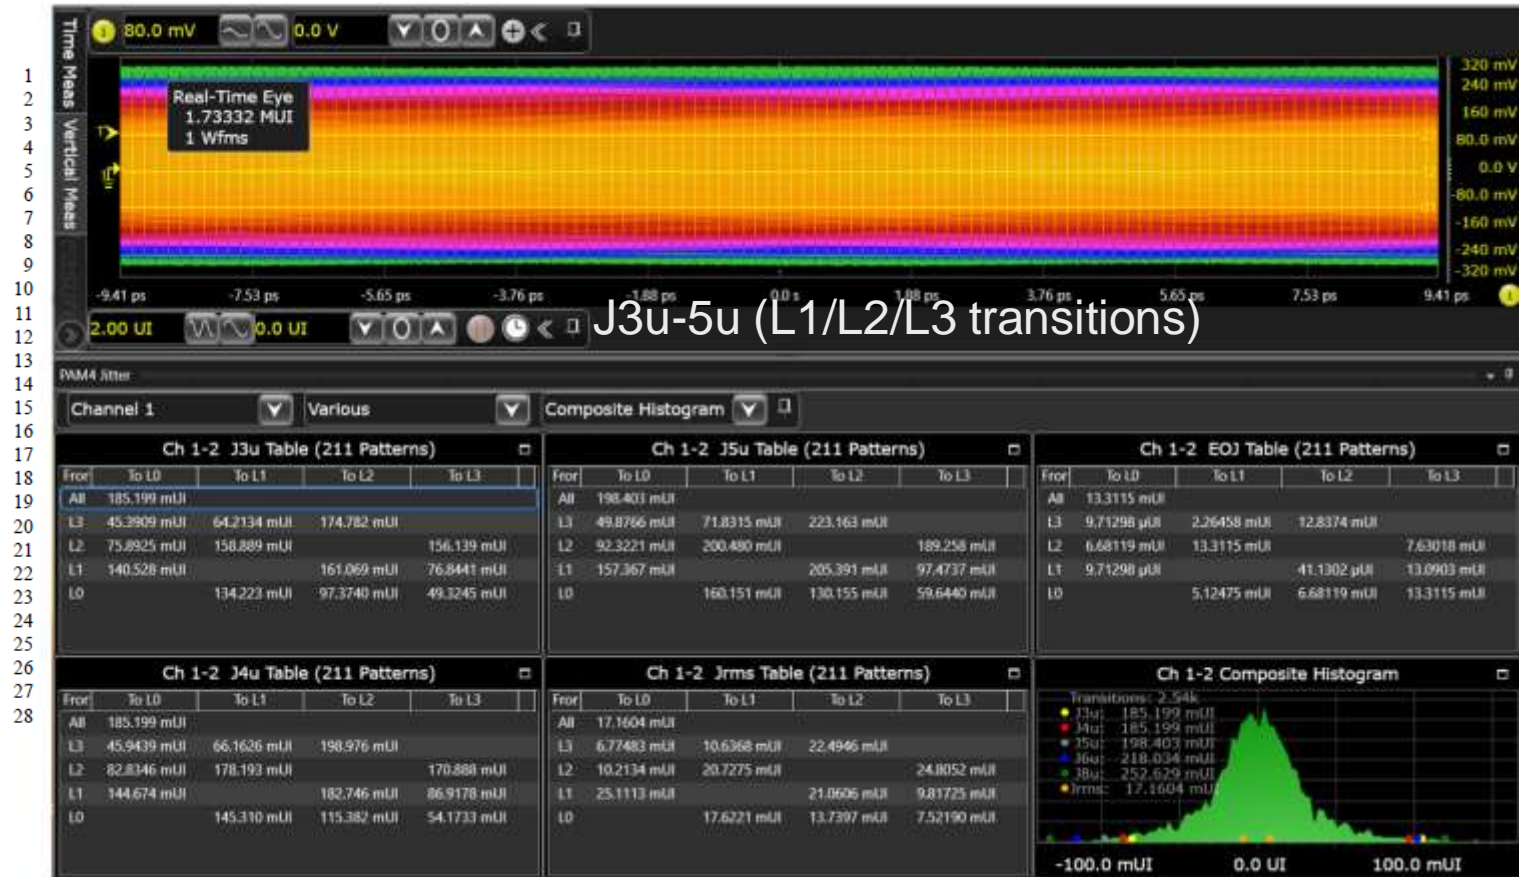 1
2
3
4
5
6
7
8
9
10
11
12
13
14
15
16
17
18
19
20
21
22
23
24
25
26
27
28
Time Meas
Vertical Meas
1 80.0 mV 0.0 V
Real-Time Eye
1.73332 MUI
1 Wfms
320 mV
240 mV
160 mV
80.0 mV
0.0 V
-80.0 mV
-160 mV
-240 mV
-320 mV
-9.41 ps -7.53 ps -5.65 ps -3.76 ps -1.88 ps 0.0 s 1.88 ps 3.76 ps 5.65 ps 7.53 ps 9.41 ps
2.00 UI 0.0 UI
J3u-5u (L1/L2/L3 transitions)
PAM4 Jitter
Channel 1 Various Composite Histogram
Ch 1-2 J3u Table (211 Patterns)
From To L0 To L1 To L2 To L3
All 185.199 mUI
L3 45.3909 mUI 64.2134 mUI 174.782 mUI
L2 75.8925 mUI 158.889 mUI 156.139 mUI
L1 140.528 mUI 161.069 mUI 76.8441 mUI
L0 134.223 mUI 97.3740 mUI 49.3245 mUI
Ch 1-2 J5u Table (211 Patterns)
From To L0 To L1 To L2 To L3
All 198.403 mUI
L3 49.8766 mUI 71.8315 mUI 223.163 mUI
L2 92.3221 mUI 200.480 mUI 189.258 mUI
L1 157.367 mUI 205.391 mUI 97.4737 mUI
L0 160.151 mUI 130.155 mUI 59.6440 mUI
Ch 1-2 EOJ Table (211 Patterns)
From To L0 To L1 To L2 To L3
All 13.3115 mUI
L3 9.71298 µUI 2.26458 mUI 12.8374 mUI
L2 6.68119 mUI 13.3115 mUI 7.63018 mUI
L1 9.71298 µUI 41.1302 µUI 13.0903 mUI
L0 5.12475 mUI 6.68119 mUI 13.3115 mUI
Ch 1-2 J4u Table (211 Patterns)
From To L0 To L1 To L2 To L3
All 185.199 mUI
L3 45.9439 mUI 66.1626 mUI 198.976 mUI
L2 82.8346 mUI 178.193 mUI 170.888 mUI
L1 144.674 mUI 182.746 mUI 86.9178 mUI
L0 145.310 mUI 115.382 mUI 54.1733 mUI
Ch 1-2 Jrms Table (211 Patterns)
From To L0 To L1 To L2 To L3
All 17.1604 mUI
L3 6.77483 mUI 10.6368 mUI 22.4946 mUI
L2 10.2134 mUI 20.7275 mUI 24.8052 mUI
L1 25.1113 mUI 21.0606 mUI 9.81725 mUI
L0 17.6221 mUI 13.7397 mUI 7.52190 mUI
Ch 1-2 Composite Histogram
Transitions: 2.54k
J3u: 185.199 mUI
J4u: 185.199 mUI
J5u: 198.403 mUI
J6u: 218.034 mUI
J8u: 252.629 mUI
Jrms: 17.1604 mUI
-100.0 mUI 0.0 UI 100.0 mUI